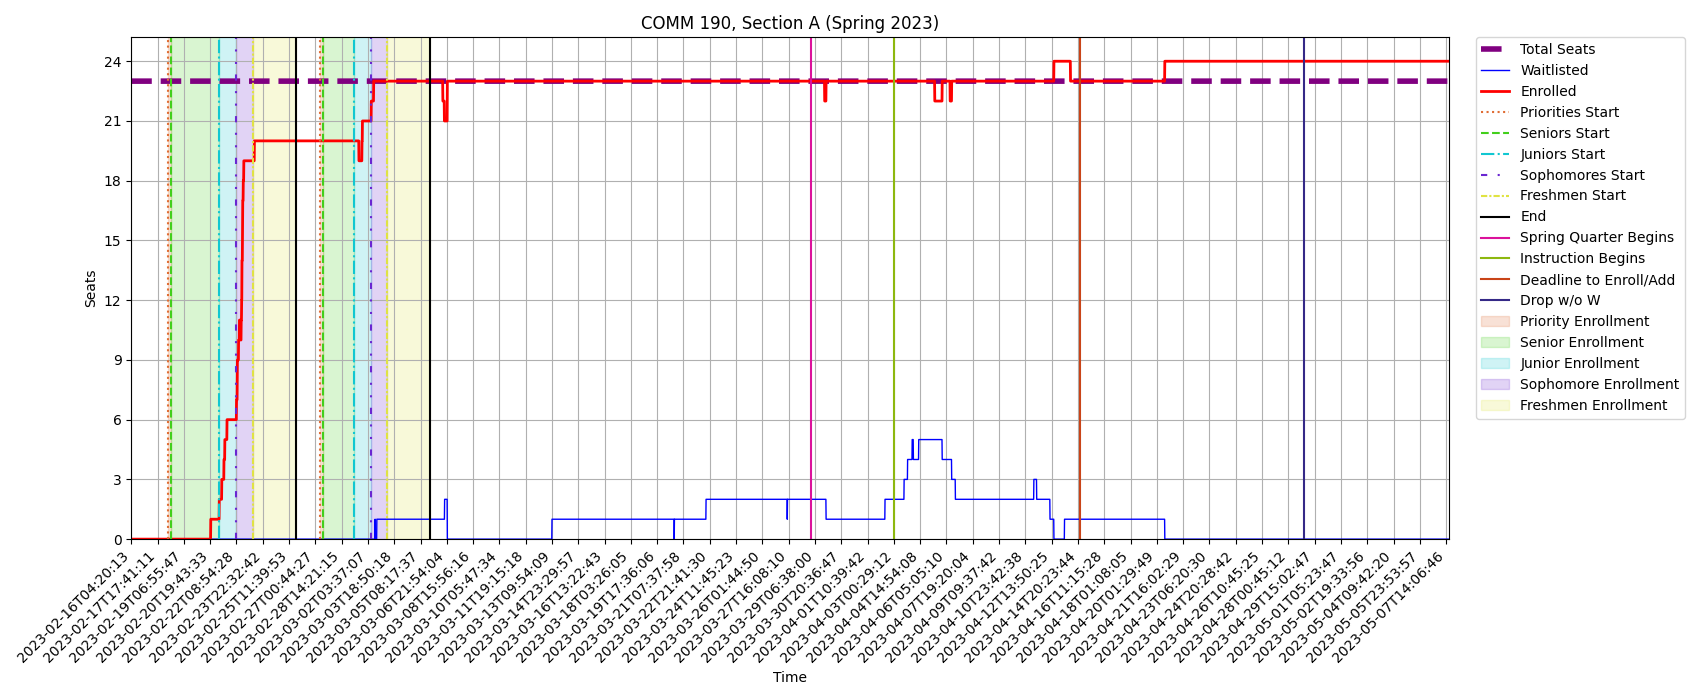 COMM 190, Section A (Spring 2023)
Seats
24
21
18
15
12
9
6
3
0
2023-02-16T04:20:13
2023-02-17T17:41:11
2023-02-19T06:55:47
2023-02-20T19:43:33
2023-02-22T08:54:28
2023-02-23T22:32:42
2023-02-25T11:39:53
2023-02-27T00:44:27
2023-02-28T14:21:15
2023-03-02T03:37:07
2023-03-03T18:50:18
2023-03-05T08:17:37
2023-03-06T21:54:04
2023-03-08T15:56:16
2023-03-10T05:47:34
2023-03-11T19:15:18
2023-03-13T09:54:09
2023-03-14T23:29:57
2023-03-16T13:22:43
2023-03-18T03:26:05
2023-03-19T17:36:06
2023-03-21T07:37:58
2023-03-22T21:41:30
2023-03-24T11:45:23
2023-03-26T01:44:50
2023-03-27T16:08:10
2023-03-29T06:38:00
2023-03-30T20:36:47
2023-04-01T10:39:42
2023-04-03T00:29:12
2023-04-04T14:54:08
2023-04-06T05:05:10
2023-04-07T19:20:04
2023-04-09T09:37:42
2023-04-10T23:42:38
2023-04-12T13:50:25
2023-04-14T20:23:44
2023-04-16T11:15:28
2023-04-18T01:08:05
2023-04-20T01:29:49
2023-04-21T16:02:29
2023-04-23T06:20:30
2023-04-24T20:28:42
2023-04-26T10:45:25
2023-04-28T00:45:12
2023-04-29T15:02:47
2023-05-01T05:23:47
2023-05-02T19:33:56
2023-05-04T09:42:20
2023-05-05T23:53:57
2023-05-07T14:06:46
Time
Total Seats
Waitlisted
Enrolled
Priorities Start
Seniors Start
Juniors Start
Sophomores Start
Freshmen Start
End
Spring Quarter Begins
Instruction Begins
Deadline to Enroll/Add
Drop w/o W
Priority Enrollment
Senior Enrollment
Junior Enrollment
Sophomore Enrollment
Freshmen Enrollment